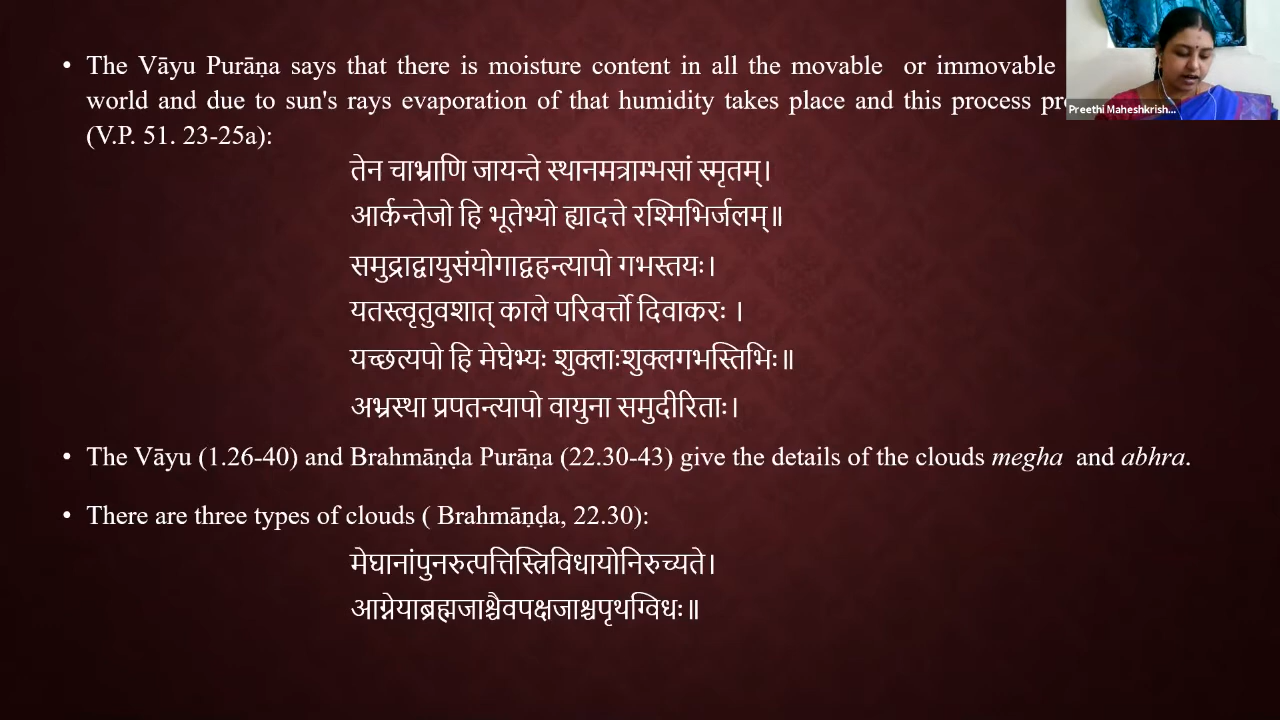 • The Vāyu Purāṇa says that there is moisture content in all the movable or immovable
world and due to sun's rays evaporation of that humidity takes place and this process
(V.P. 51. 23-25a):
तेन चाभ्राणि जायन्ते स्थानमत्राम्भसां स्मृतम्।
आर्कन्तेजो हि भूतेभ्यो ह्यादत्ते रश्मिभिर्जलम्॥
समुद्राद्वायुसंयोगाद्वहन्त्यापो गभस्तयः।
यतस्त्वृतुवशात् काले परिवर्त्तो दिवाकरः ।
यच्छत्यपो हि मेघेभ्यः शुक्लाःशुक्लगभस्तिभिः॥
अभ्रस्था प्रपतन्त्यापो वायुना समुदीरिताः।
• The Vāyu (1.26-40) and Brahmāṇḍa Purāṇa (22.30-43) give the details of the clouds megha and abhra.
• There are three types of clouds ( Brahmāṇḍa, 22.30):
मेघानांपुनरुत्पत्तिस्त्रिविधायोनिरुच्यते।
आग्नेयाब्रह्मजाश्चैवपक्षजाश्चपृथग्विधः॥
Preethi Maheshkrish...